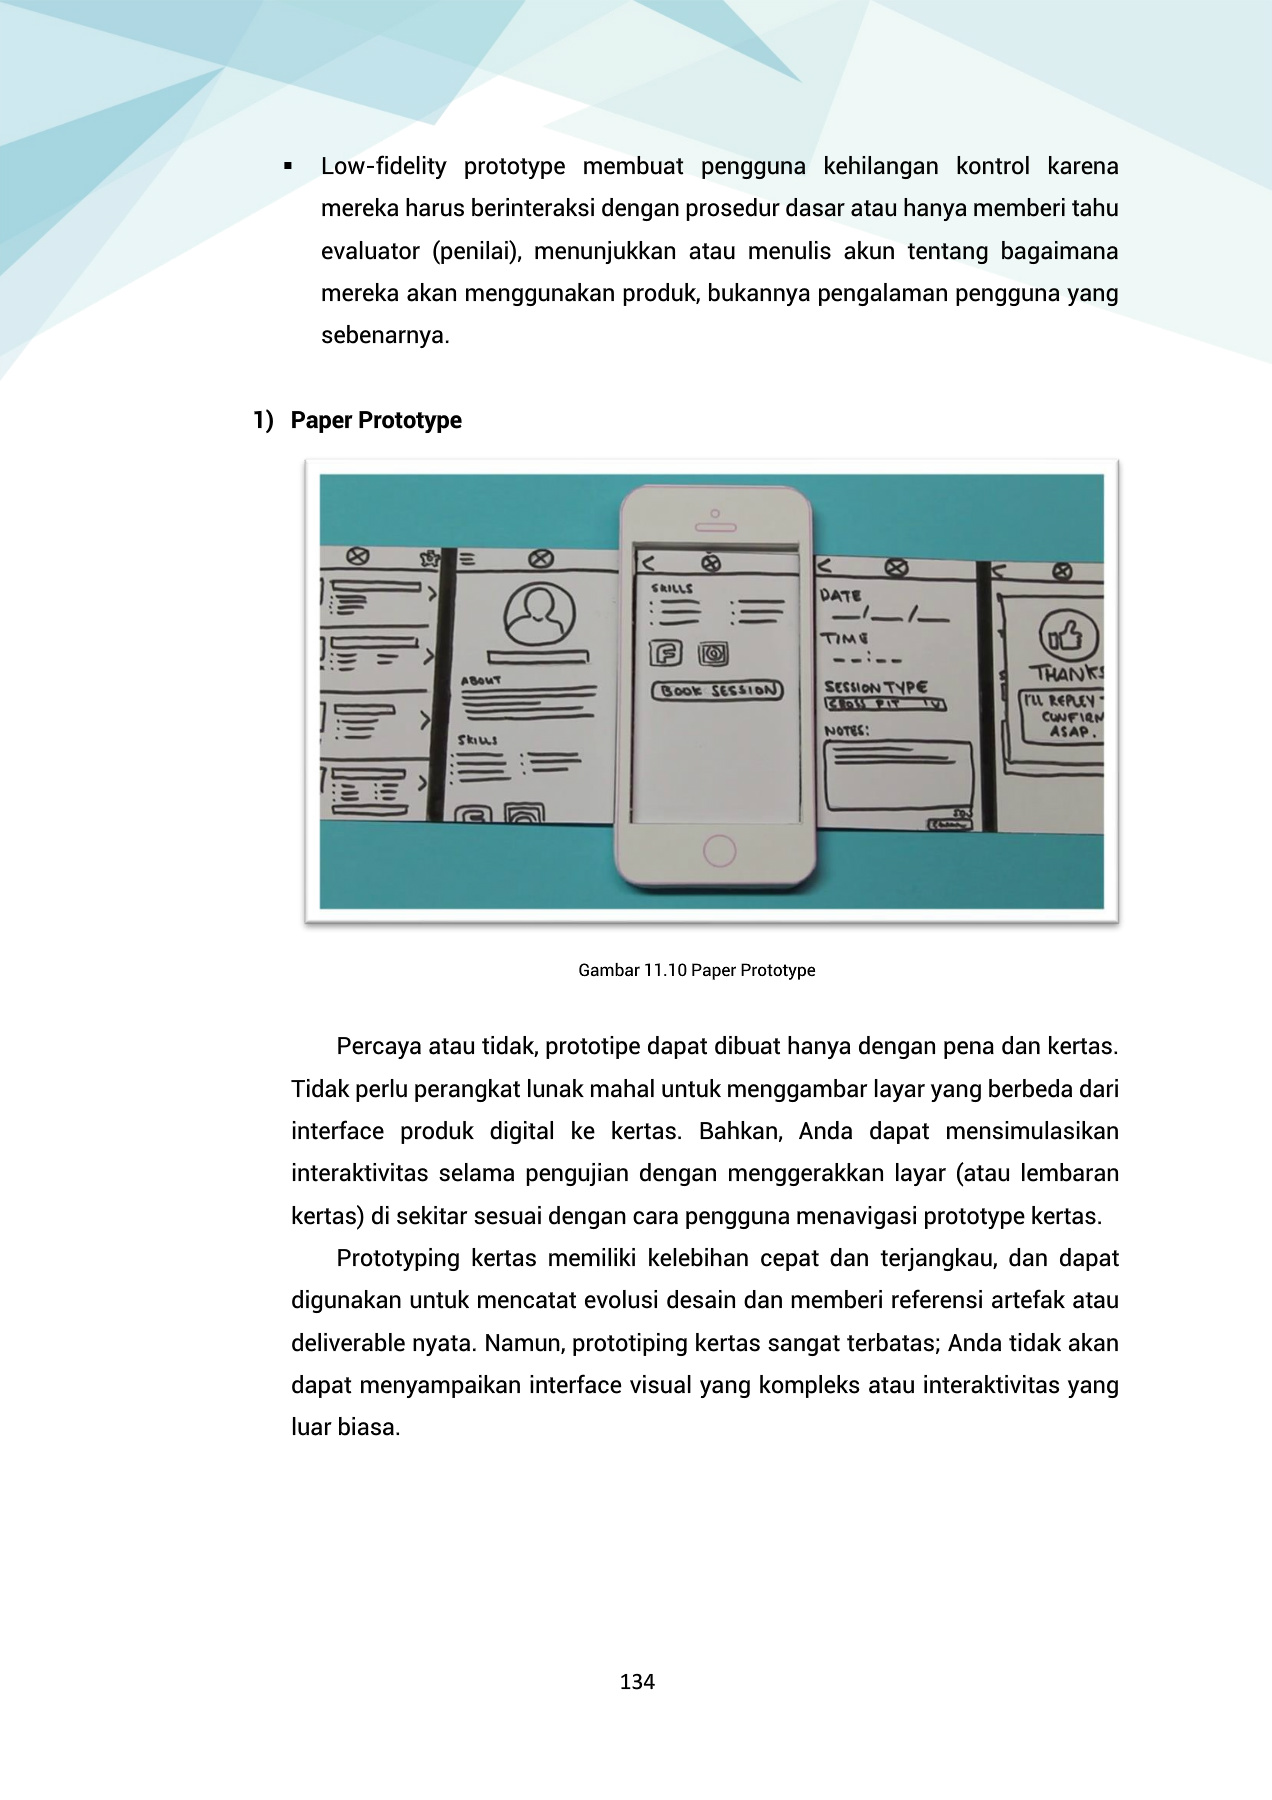 ▪ Low-fidelity prototype membuat pengguna kehilangan kontrol karena
mereka harus berinteraksi dengan prosedur dasar atau hanya memberi tahu
evaluator (penilai), menunjukkan atau menulis akun tentang bagaimana
mereka akan menggunakan produk, bukannya pengalaman pengguna yang
sebenarnya.
1) Paper Prototype
ABOUT
SKILLS
SKILLS
BOOK SESSION
DATE
TIME
SESSION TYPE
CROSS FIT
NOTES:
THANKS
I'LL REPLEY
CONFIRM
ASAP.
Gambar 11.10 Paper Prototype
Percaya atau tidak, prototipe dapat dibuat hanya dengan pena dan kertas.
Tidak perlu perangkat lunak mahal untuk menggambar layar yang berbeda dari
interface produk digital ke kertas. Bahkan, Anda dapat mensimulasikan
interaktivitas selama pengujian dengan menggerakkan layar (atau lembaran
kertas) di sekitar sesuai dengan cara pengguna menavigasi prototype kertas.
Prototyping kertas memiliki kelebihan cepat dan terjangkau, dan dapat
digunakan untuk mencatat evolusi desain dan memberi referensi artefak atau
deliverable nyata. Namun, prototiping kertas sangat terbatas; Anda tidak akan
dapat menyampaikan interface visual yang kompleks atau interaktivitas yang
luar biasa.
134